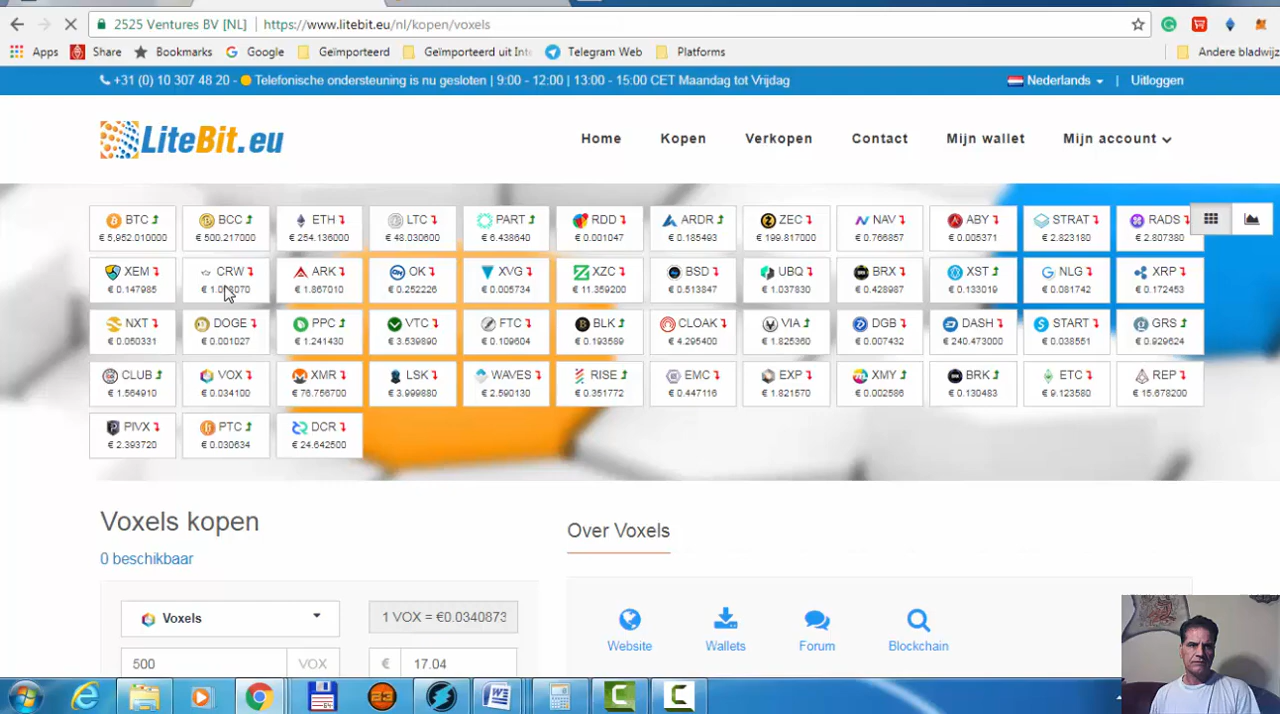 2525 Ventures BV [NL] https://www.litebit.eu/nl/kopen/voxels
Apps Share Bookmarks Google Geïmporteerd Geïmporteerd uit Int Telegram Web Platforms Andere bladwijz
+31 (0) 10 307 48 20 - Telefonische ondersteuning is nu gesloten | 9:00 - 12:00 | 13:00 - 15:00 CET Maandag tot Vrijdag Nederlands | Uitloggen
LiteBit.eu Home Kopen Verkopen Contact Mijn wallet Mijn account
BTC BCC ETH LTC PART RDD ARDR ZEC NAV ABY STRAT RADS
€ 5,952.010000 € 500.217000 € 254.136000 € 48.030600 € 6.438640 € 0.001047 € 0.185493 € 199.817000 € 0.766857 € 0.005371 € 2.823180 € 2.807380
XEM CRW ARK OK XVG XZC BSD UBQ BRX XST NLG XRP
€ 0.147985 € 1.867010 € 0.252226 € 0.005734 € 11.359200 € 0.513847 € 1.037830 € 0.428987 € 0.133019 € 0.081742 € 0.172453
NXT DOGE PPC VTC FTC BLK CLOAK VIA DGB DASH START GRS
€ 0.050331 € 0.001027 € 1.241430 € 3.539890 € 0.109604 € 0.193589 € 4.295400 € 1.825360 € 0.007432 € 240.473000 € 0.038551 € 0.929624
CLUB VOX XMR LSK WAVES RISE EMC EXP XMY BRK ETC REP
€ 1.564910 € 0.034100 € 76.756700 € 3.999880 € 2.590130 € 0.351772 € 0.447116 € 1.821570 € 0.002586 € 0.130483 € 9.123580 € 15.678200
PIVX PTC DCR
€ 2.393720 € 0.030634 € 24.642500
Voxels kopen
Over Voxels
0 beschikbaar
Voxels 1 VOX = €0.0340873
Website Wallets Forum Blockchain
500 VOX € 17.04